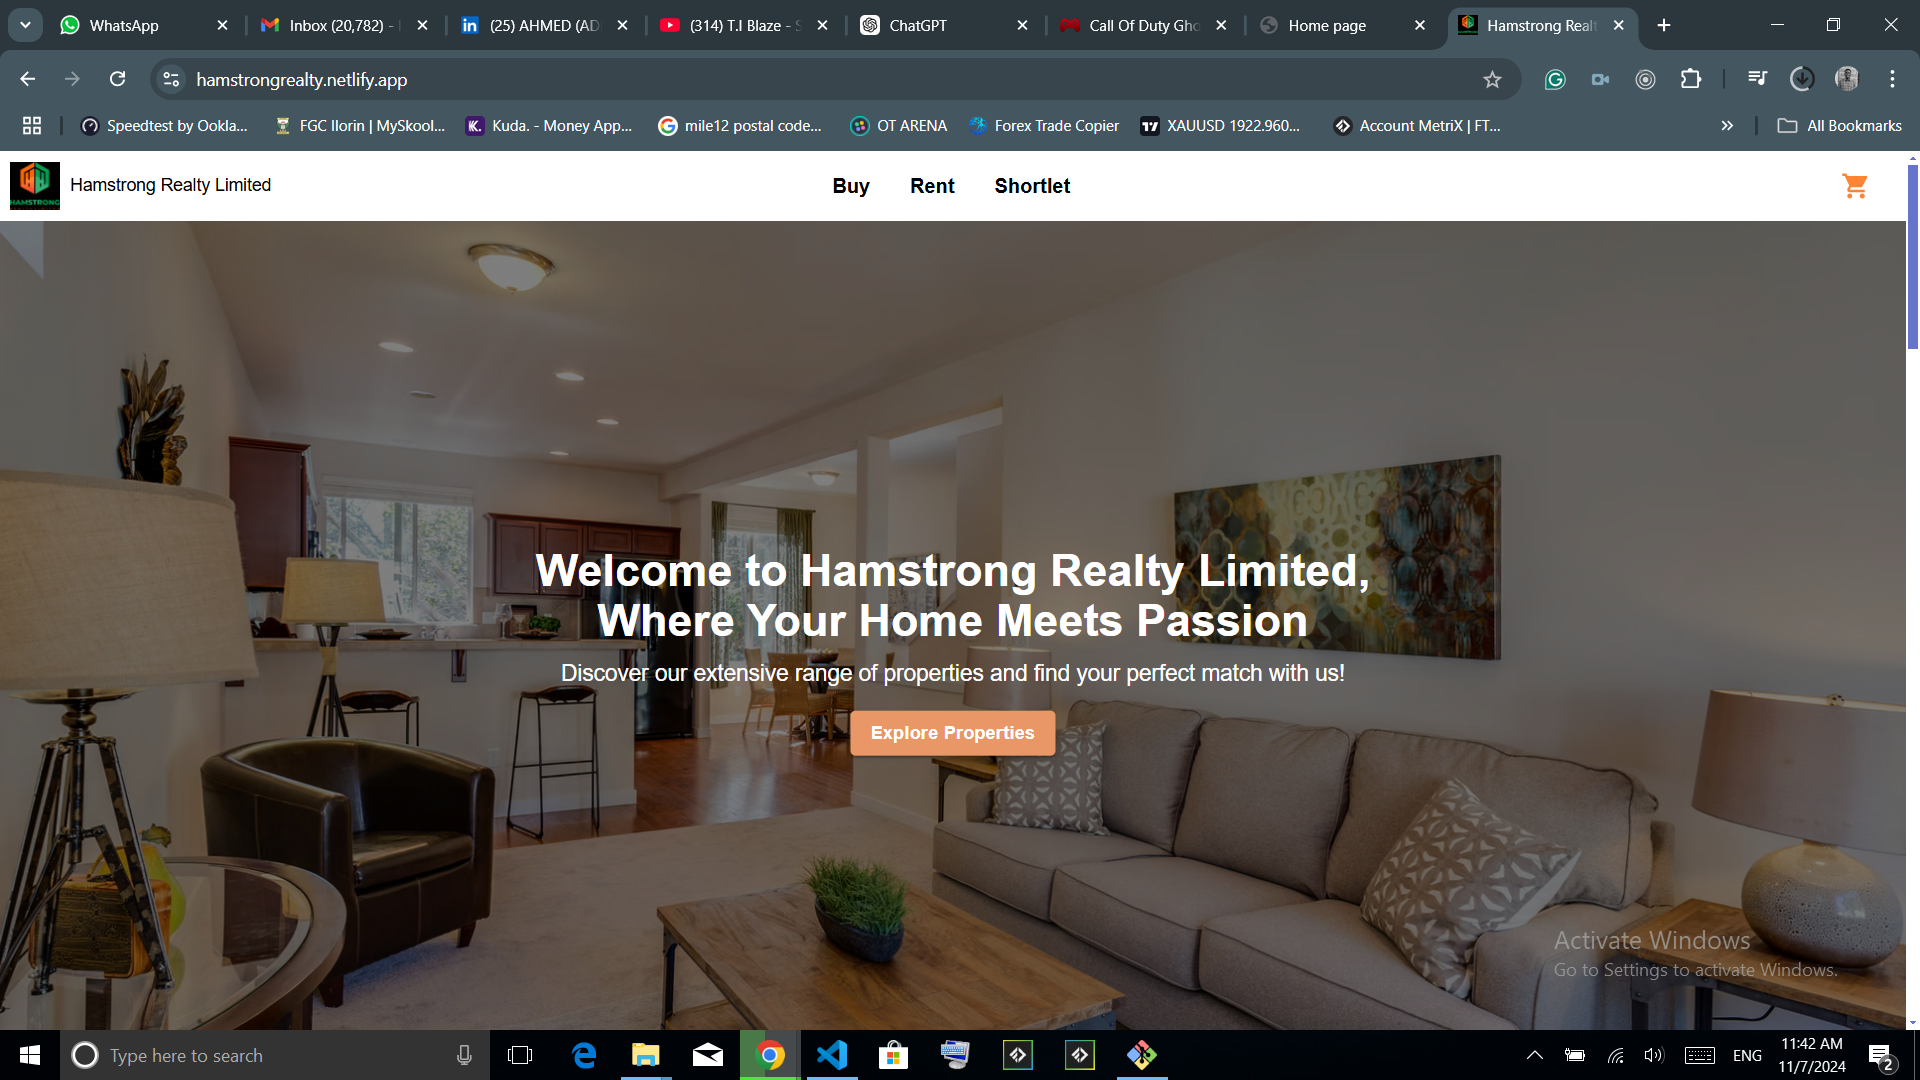 WhatsApp
Inbox (20,782) -
(25) AHMED (AD
(314) T.I Blaze - S
ChatGPT
Call Of Duty Gho
Home page
Hamstrong Realt
hamstrongrealty.netlify.app
Speedtest by Ookla...
FGC Ilorin | MySkool...
Kuda. - Money App...
mile12 postal code...
OT ARENA
Forex Trade Copier
XAUUSD 1922.960...
Account MetriX | FT...
All Bookmarks
HAMSTRONG
Hamstrong Realty Limited
Buy
Rent
Shortlet
Welcome to Hamstrong Realty Limited,
Where Your Home Meets Passion
Discover our extensive range of properties and find your perfect match with us!
Explore Properties
Activate Windows
Go to Settings to activate Windows.
Type here to search
ENG
11:42 AM
11/7/2024
2